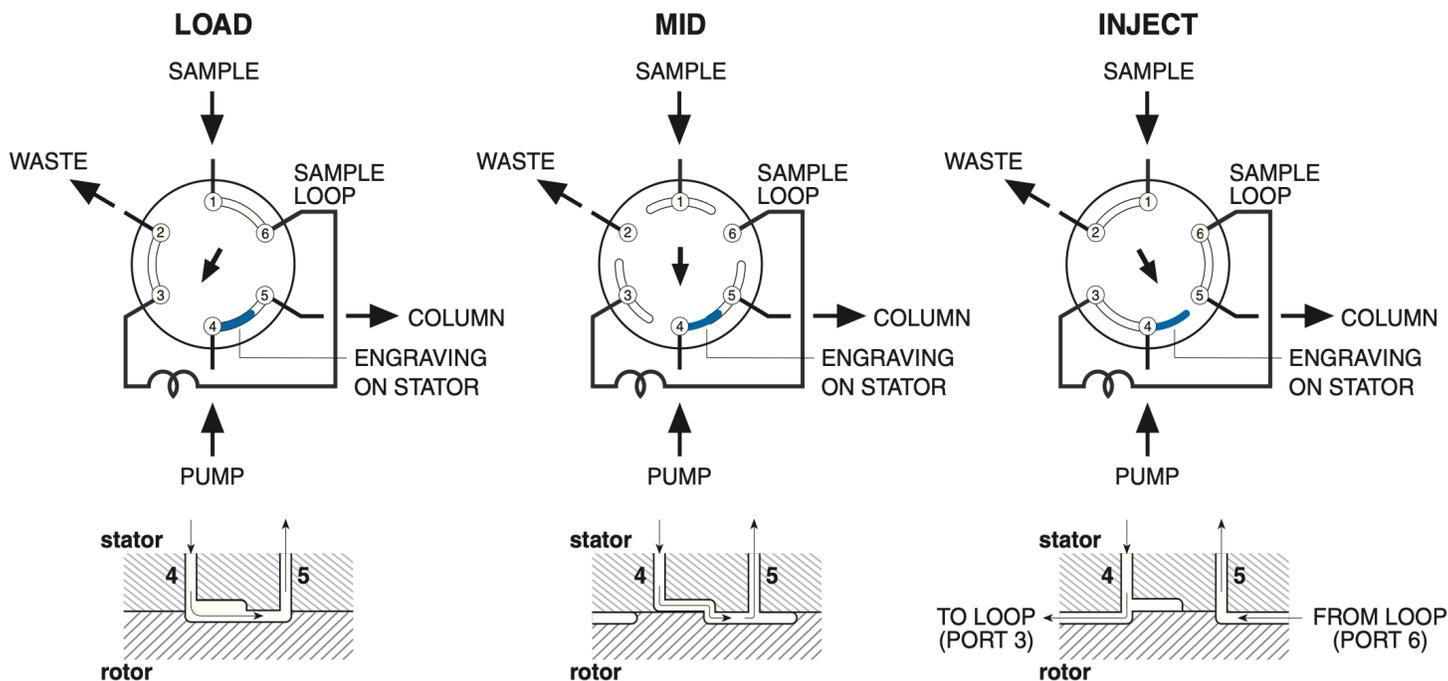 LOAD
SAMPLE
WASTE
SAMPLE
LOOP
1
2
6
3
5
4
COLUMN
ENGRAVING
ON STATOR
PUMP
stator
4
5
rotor
MID
SAMPLE
WASTE
SAMPLE
LOOP
1
2
6
3
5
4
COLUMN
ENGRAVING
ON STATOR
PUMP
stator
4
5
rotor
INJECT
SAMPLE
WASTE
SAMPLE
LOOP
1
2
6
3
5
4
COLUMN
ENGRAVING
ON STATOR
PUMP
stator
4
5
TO LOOP
(PORT 3)
FROM LOOP
(PORT 6)
rotor